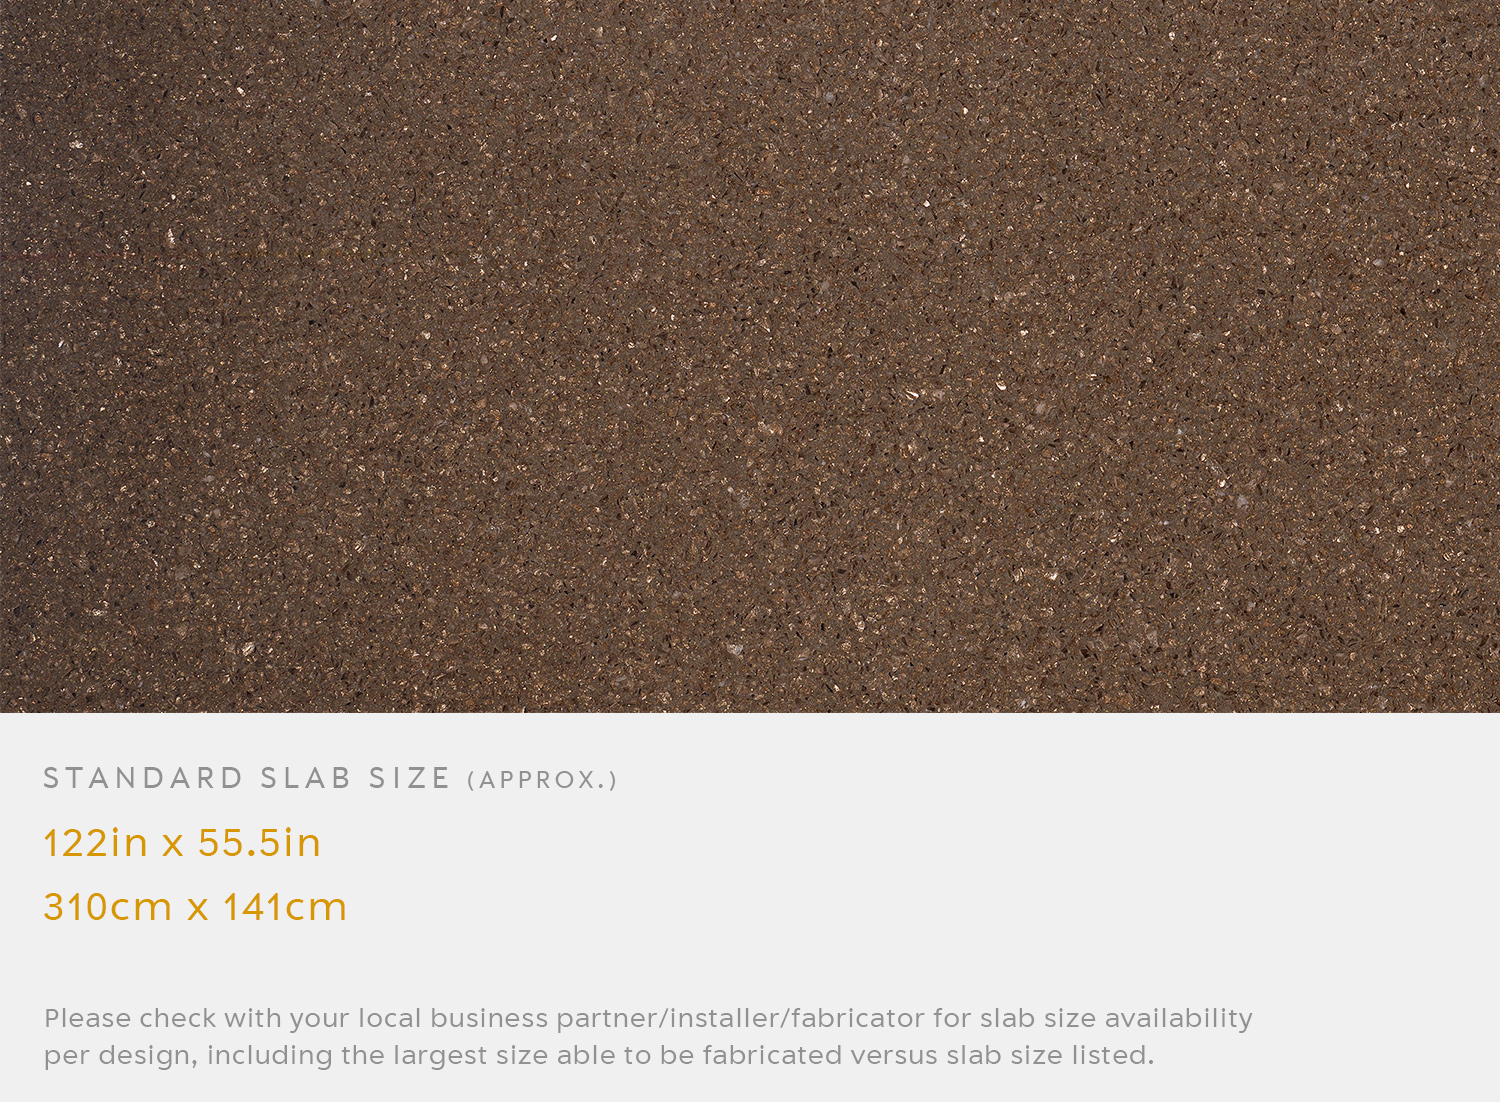 STANDARD SLAB SIZE (APPROX.)
122in x 55.5in
310cm x 141cm
Please check with your local business partner/installer/fabricator for slab size availability
per design, including the largest size able to be fabricated versus slab size listed.